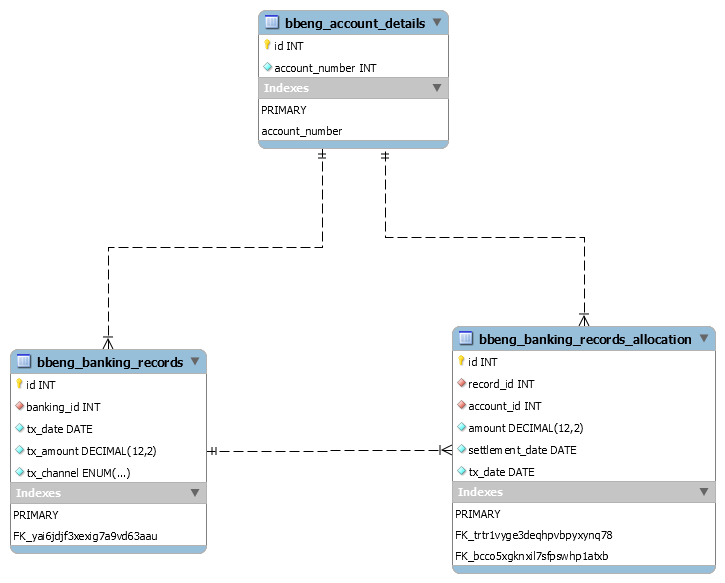 bbeng_account_details
id INT
account_number INT
Indexes
PRIMARY
account_number
bbeng_banking_records
id INT
banking_id INT
tx_date DATE
tx_amount DECIMAL(12,2)
tx_channel ENUM(...)
Indexes
PRIMARY
FK_yai6jdjf3xexig7a9vd63aau
bbeng_banking_records_allocation
id INT
record_id INT
account_id INT
amount DECIMAL(12,2)
settlement_date DATE
tx_date DATE
Indexes
PRIMARY
FK_trtr1vyge3deqhpvbpyxynq78
FK_bcco5xgknxil7sfpswhp1atxb